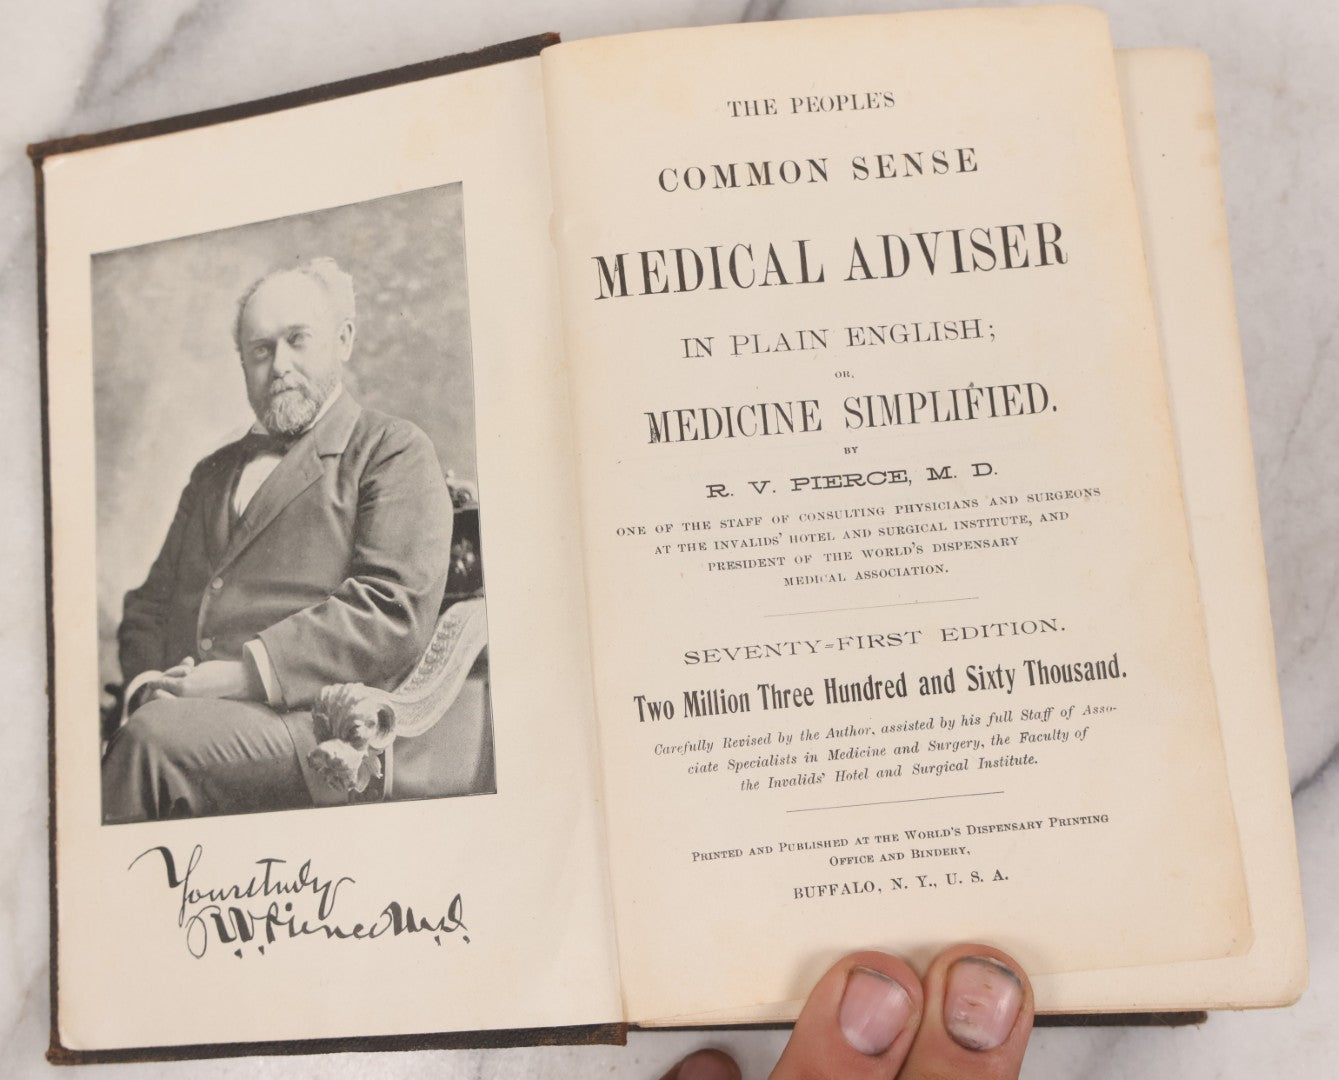 Yours truly
R.V. Pierce M.D.
THE PEOPLE'S
COMMON SENSE
MEDICAL ADVISER
IN PLAIN ENGLISH;
OR,
MEDICINE SIMPLIFIED.
BY
R. V. PIERCE, M. D.
ONE OF THE STAFF OF CONSULTING PHYSICIANS AND SURGEONS
AT THE INVALIDS' HOTEL AND SURGICAL INSTITUTE, AND
PRESIDENT OF THE WORLD'S DISPENSARY
MEDICAL ASSOCIATION.
SEVENTY-FIRST EDITION.
Two Million Three Hundred and Sixty Thousand.
Carefully Revised by the Author, assisted by his full Staff of Asso-
ciate Specialists in Medicine and Surgery, the Faculty of
the Invalids' Hotel and Surgical Institute.
PRINTED AND PUBLISHED AT THE WORLD'S DISPENSARY PRINTING
OFFICE AND BINDERY,
BUFFALO, N. Y., U. S. A.